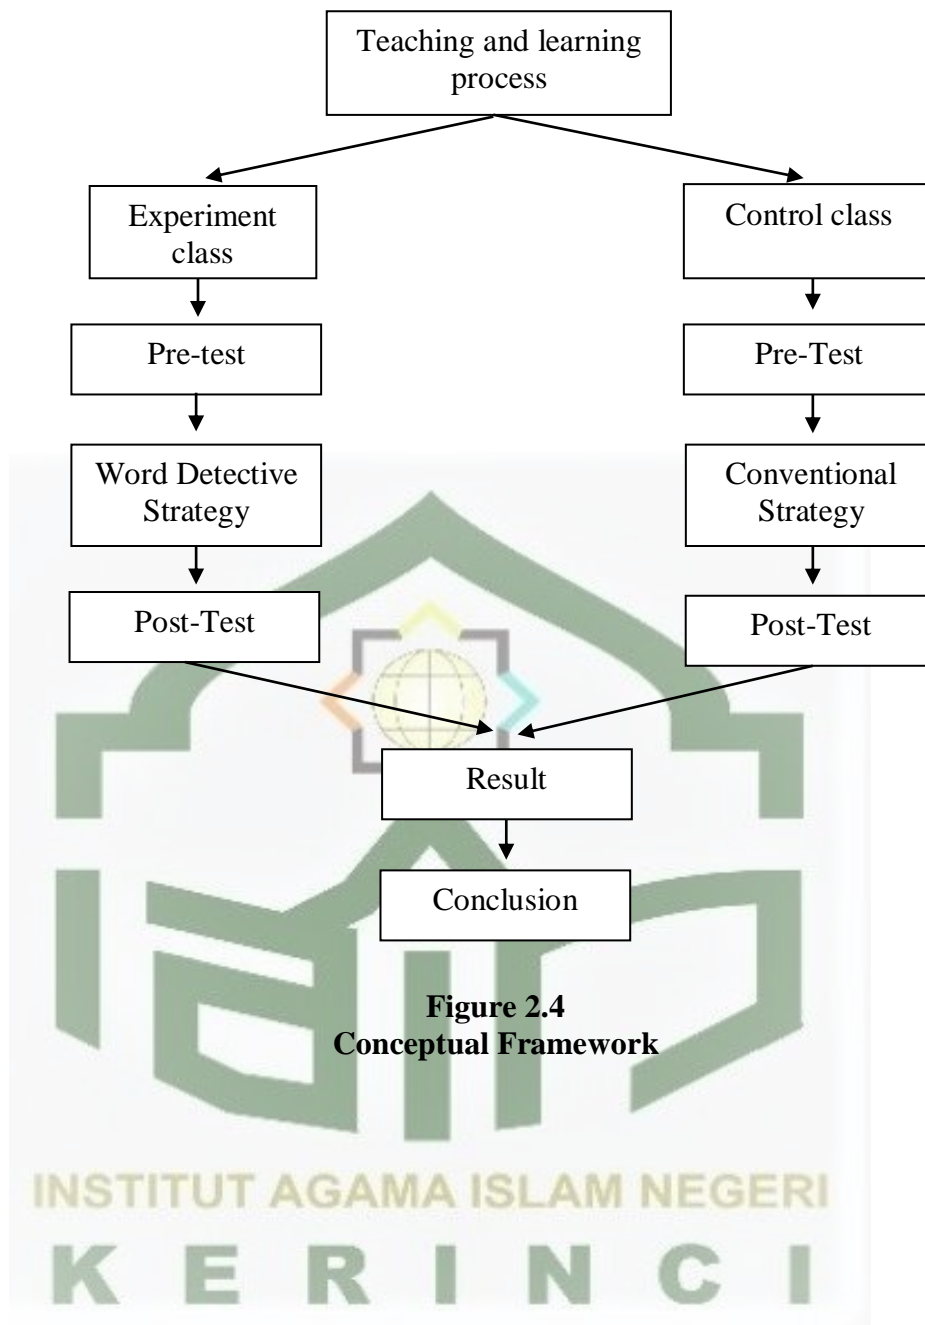 Teaching and learning
process
Experiment
class
Control class
Pre-test
Pre-Test
Word Detective
Strategy
Conventional
Strategy
Post-Test
Post-Test
Result
Conclusion
Figure 2.4
Conceptual Framework
INSTITUT AGAMA ISLAM NEGERI
KERINCI